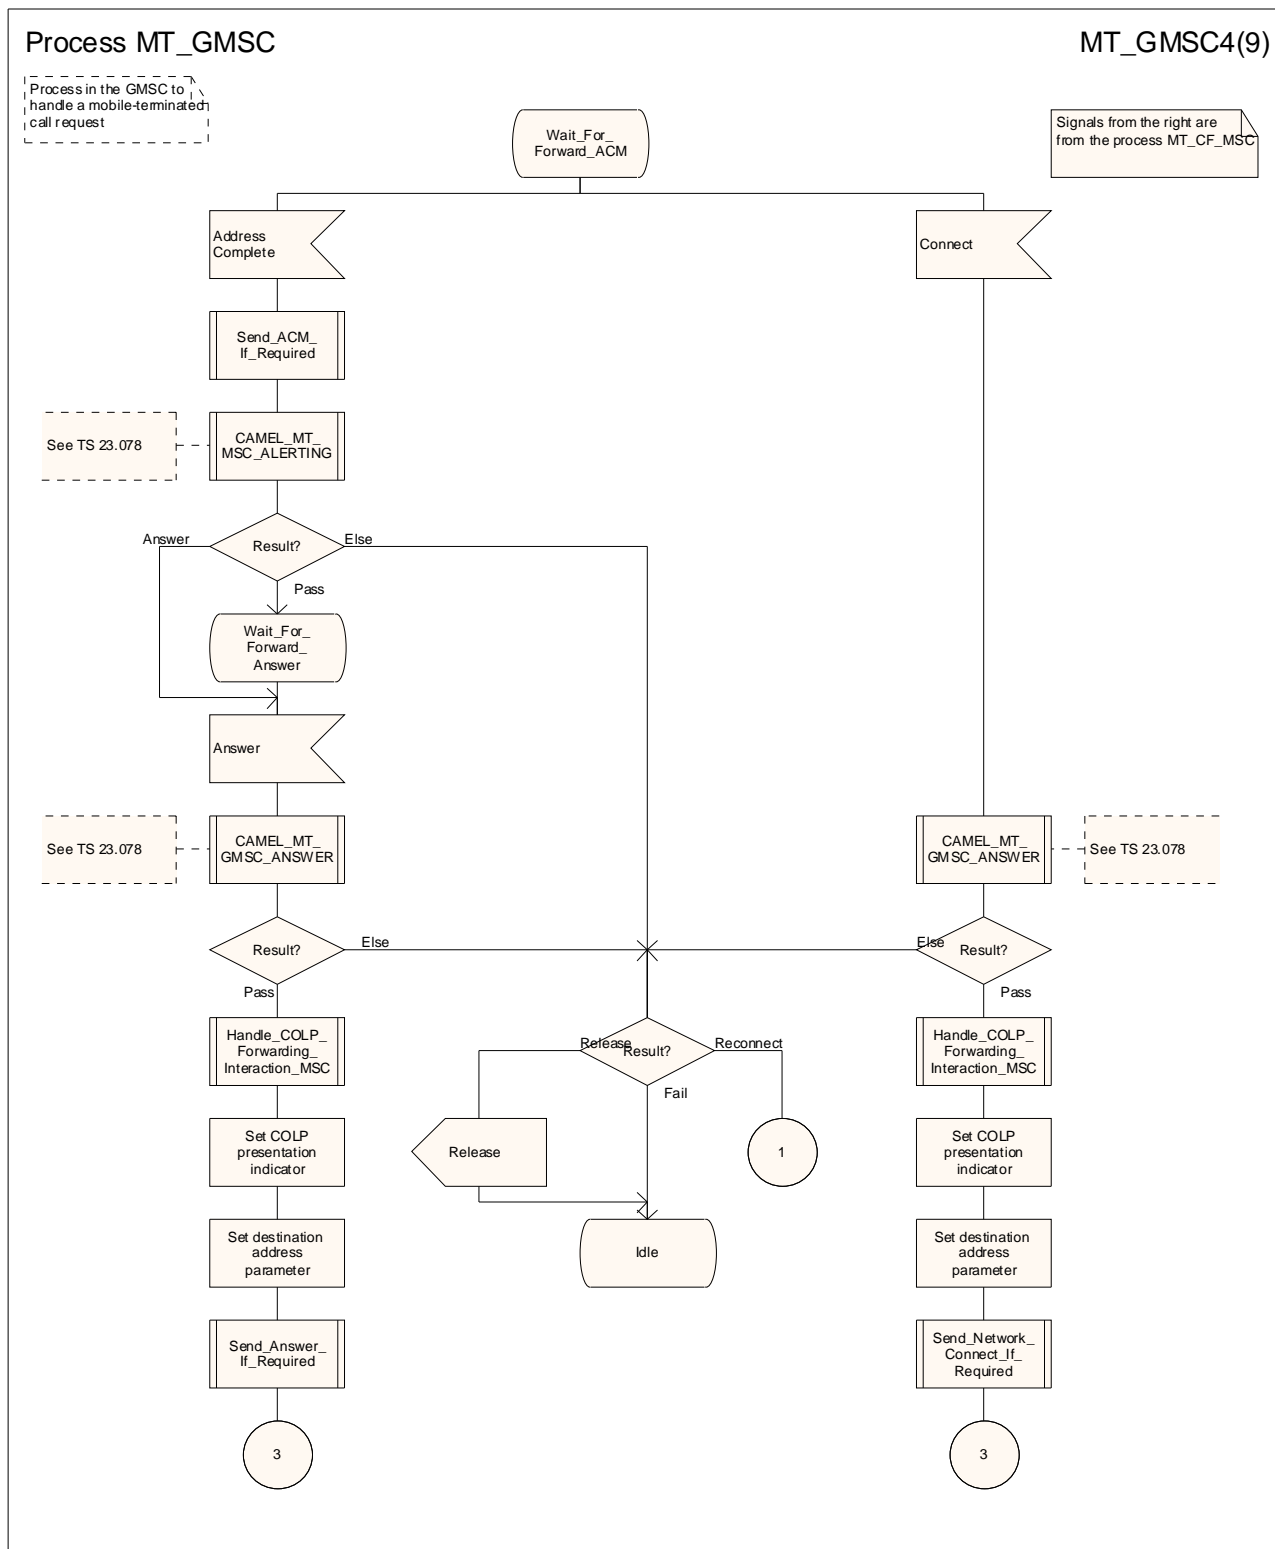 Process MT_GMSC
MT_GMSC4(9)
Process in the GMSC to
handle a mobile-terminated
call request
Wait_For_
Forward_ACM
Signals from the right are
from the process MT_CF_MSC
Address
Complete
Connect
Send_ACM_
If_Required
See TS 23.078
CAMEL_MT_
MSC_ALERTING
Answer
Result?
Else
Pass
Wait_For_
Forward_
Answer
Answer
See TS 23.078
CAMEL_MT_
GMSC_ANSWER
CAMEL_MT_
GMSC_ANSWER
See TS 23.078
Result?
Else
Else
Result?
Pass
Pass
Handle_COLP_
Forwarding_
Interaction_MSC
Release
Result?
Reconnect
Fail
Handle_COLP_
Forwarding_
Interaction_MSC
Set COLP
presentation
indicator
Release
1
Set COLP
presentation
indicator
Set destination
address
parameter
Idle
Set destination
address
parameter
Send_Answer_
If_Required
Send_Network_
Connect_If_
Required
3
3